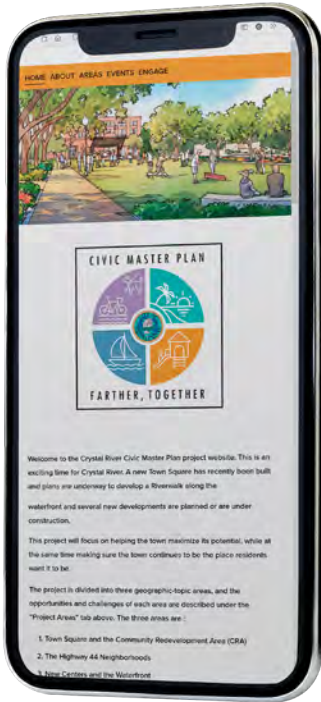 HOME ABOUT AREAS EVENTS ENGAGE
CIVIC MASTER PLAN
FARTHER, TOGETHER
Welcome to the Crystal River Civic Master Plan project website. This is an
exciting time for Crystal River. A new Town Square has recently been built
and plans are underway to develop a Riverwalk along the
waterfront and several new developments are planned or are under
construction.
This project will focus on helping the town maximize its potential, while at
the same time making sure the town continues to be the place residents
want it to be.
The project is divided into three geographic-topic areas, and the
opportunities and challenges of each area are described under the
"Project Areas" tab above. The three areas are :
1. Town Square and the Community Redevelopment Area (CRA)
2. The Highway 44 Neighborhoods
3. New Centers and the Waterfront